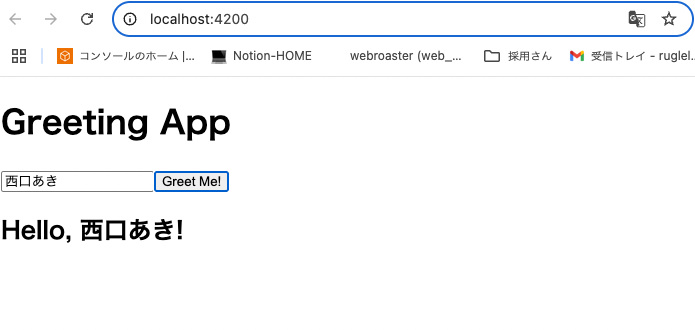 localhost:4200
コンソールのホーム |... Notion-HOME webroaster (web_... 採用さん 受信トレイ - ruglel...
Greeting App
西口あき Greet Me!
Hello, 西口あき!